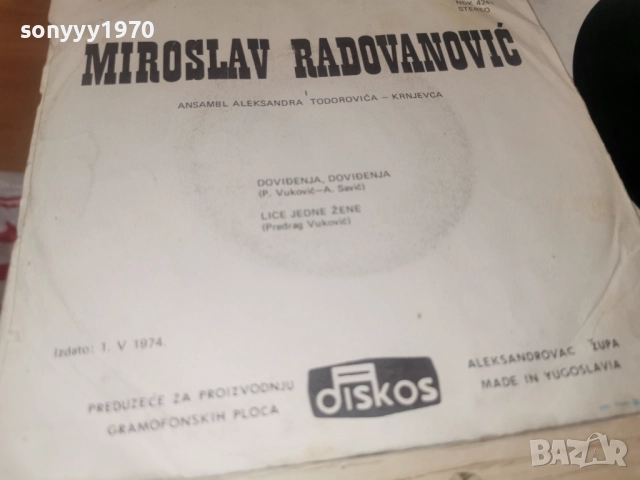 sonyyy1970
STEREO
MIROSLAV RADOVANOVIĆ
I
ANSAMBL ALEKSANDRA TODOROVIĆA – KRNJEVCA
DOVIĐENJA, DOVIĐENJA
(P. Vuković—A. Savić)
LICE JEDNE ŽENE
(Predrag Vuković)
Izdato: 1. V 1974.
PREDUZEĆE ZA PROIZVODNJU
GRAMOFONSKIH PLOČA
DISKOS
ALEKSANDROVAC ŽUPA
MADE IN YUGOSLAVIA
BAZAR